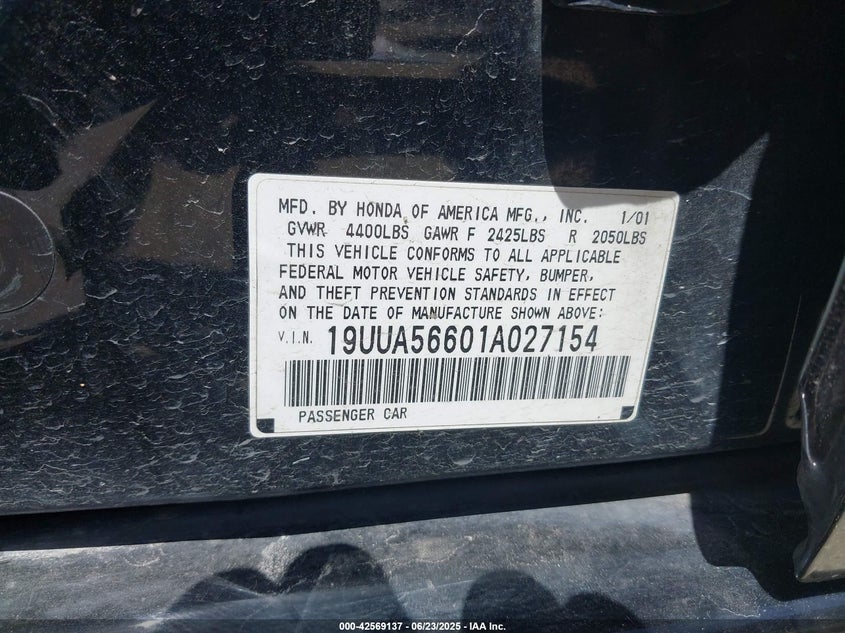 MFD. BY HONDA OF AMERICA MFG., INC. 1/01
GVWR 4400LBS GAWR F 2425LBS R 2050LBS
THIS VEHICLE CONFORMS TO ALL APPLICABLE
FEDERAL MOTOR VEHICLE SAFETY, BUMPER,
AND THEFT PREVENTION STANDARDS IN EFFECT
ON THE DATE OF MANUFACTURE SHOWN ABOVE:
V.I.N. 19UUA56601A027154
PASSENGER CAR
000-42569137 - 06/23/2025 - IAA Inc.